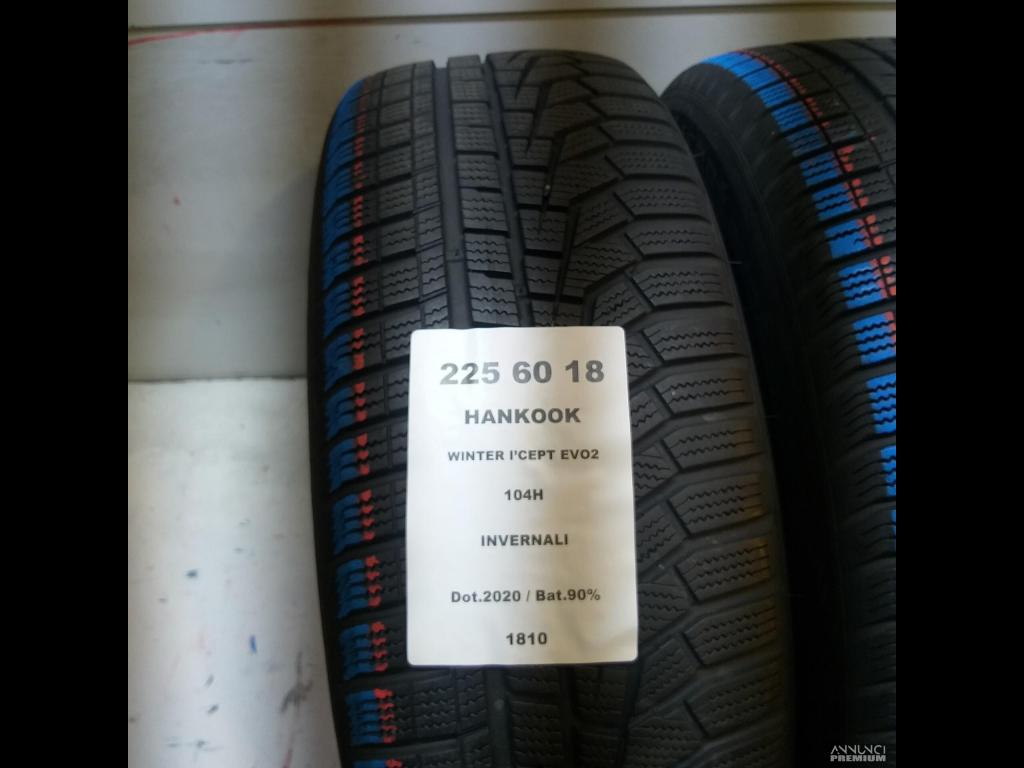 225 60 18
HANKOOK
WINTER I'CEPT EVO2
104H
INVERNALI
Dot.2020 / Bat.90%
1810
ANNUNCI
PREMIUM